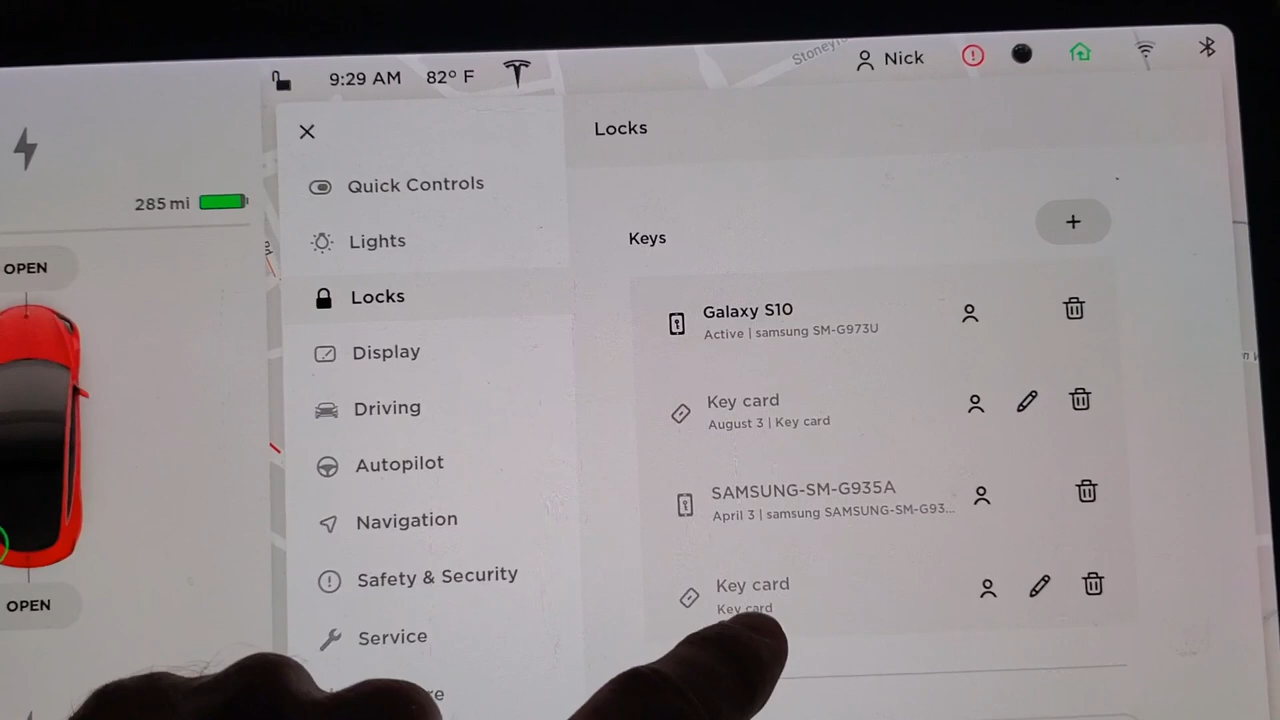 9:29 AM 82° F Nick
285 mi
OPEN
OPEN
Quick Controls
Lights
Locks
Display
Driving
Autopilot
Navigation
Safety & Security
Service
Locks
Keys
+
Galaxy S10
Active | samsung SM-G973U
Key card
August 3 | Key card
SAMSUNG-SM-G935A
April 3 | samsung SAMSUNG-SM-G93...
Key card
Key card